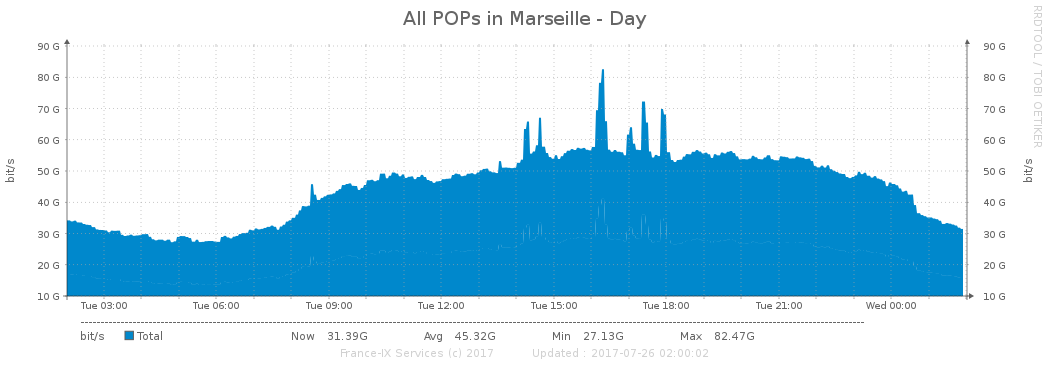 All POPs in Marseille - Day
RRDTOOL / TOBI OETIKER
bit/s
90 G
80 G
70 G
60 G
50 G
40 G
30 G
20 G
10 G
90 G
80 G
70 G
60 G
50 G
40 G
30 G
20 G
10 G
bit/s
Tue 03:00 Tue 06:00 Tue 09:00 Tue 12:00 Tue 15:00 Tue 18:00 Tue 21:00 Wed 00:00
bit/s Total Now 31.39G Avg 45.32G Min 27.13G Max 82.47G
France-IX Services (c) 2017 Updated : 2017-07-26 02:00:02